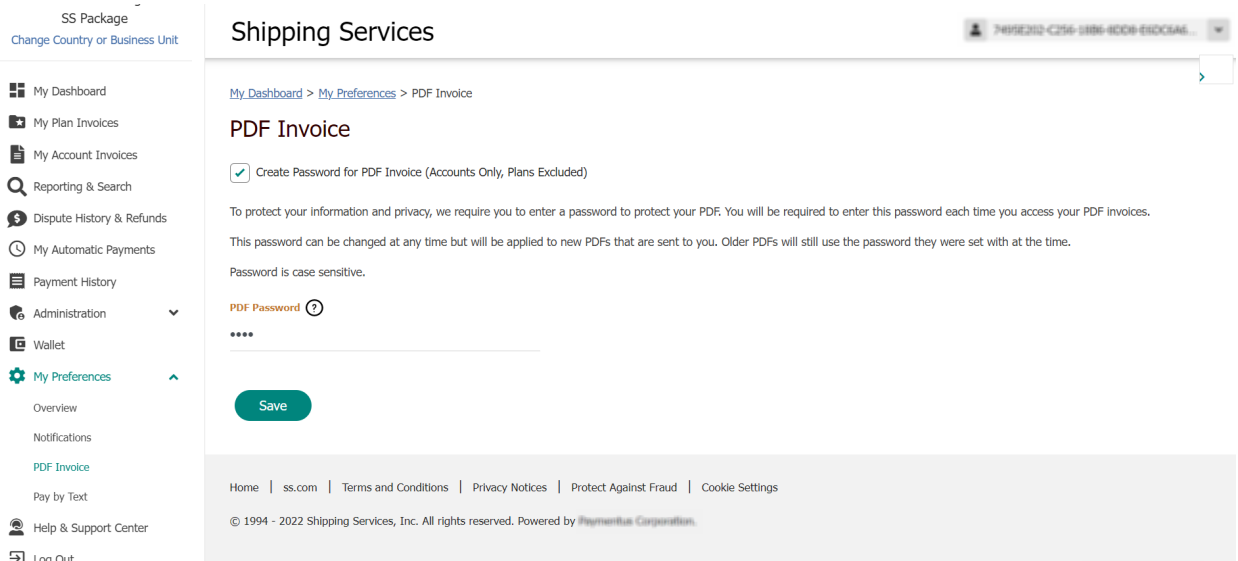 SS Package
Change Country or Business Unit
My Dashboard
My Plan Invoices
My Account Invoices
Reporting & Search
Dispute History & Refunds
My Automatic Payments
Payment History
Administration
Wallet
My Preferences
Overview
Notifications
PDF Invoice
Pay by Text
Help & Support Center
Log Out
Shipping Services
My Dashboard > My Preferences > PDF Invoice
PDF Invoice
Create Password for PDF Invoice (Accounts Only, Plans Excluded)
To protect your information and privacy, we require you to enter a password to protect your PDF. You will be required to enter this password each time you access your PDF invoices.
This password can be changed at any time but will be applied to new PDFs that are sent to you. Older PDFs will still use the password they were set with at the time.
Password is case sensitive.
PDF Password ?
••••
Save
Home | ss.com | Terms and Conditions | Privacy Notices | Protect Against Fraud | Cookie Settings
© 1994 - 2022 Shipping Services, Inc. All rights reserved. Powered by